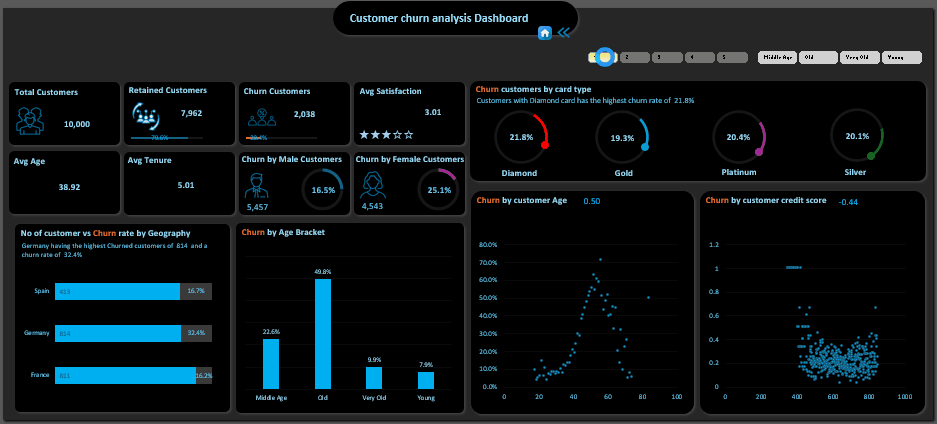 Customer churn analysis Dashboard
2
3
4
5
Middle Age
Old
Very Old
Young
Total Customers
10,000
Retained Customers
7,962
79.6%
Churn Customers
2,038
20.4%
Avg Satisfaction
3.01
Avg Age
38.92
Avg Tenure
5.01
Churn by Male Customers
16.5%
5,457
Churn by Female Customers
25.1%
4,543
Churn customers by card type
Customers with Diamond card has the highest churn rate of 21.8%
21.8%
19.3%
20.4%
20.1%
Diamond
Gold
Platinum
Silver
No of customer vs Churn rate by Geography
Germany having the highest Churned customers of 814 and a
churn rate of 32.4%
Spain
413
16.7%
Germany
814
32.4%
France
811
16.2%
Churn by Age Bracket
49.8%
22.6%
9.9%
7.9%
Middle Age
Old
Very Old
Young
Churn by customer Age
0.50
80.0%
70.0%
60.0%
50.0%
40.0%
30.0%
20.0%
10.0%
0.0%
0
20
40
60
80
100
Churn by customer credit score
-0.44
1.2
1
0.8
0.6
0.4
0.2
0
0
200
400
600
800
1000